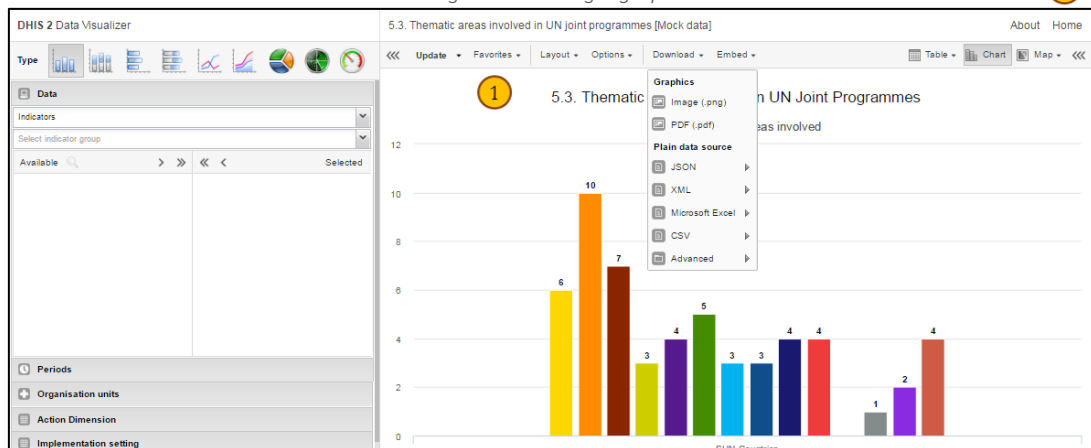 DHIS 2 Data Visualizer
5.3. Thematic areas involved in UN joint programmes [Mock data]
About Home
Type
Update Favorites Layout Options Download Embed
Table Chart Map
Data
Indicators
Select indicator group
Available
Selected
Periods
Organisation units
Action Dimension
Implementation setting
1
5.3. Thematic
n UN Joint Programmes
eas involved
Graphics
Image (.png)
PDF (.pdf)
Plain data source
JSON
XML
Microsoft Excel
CSV
Advanced
12
10
8
6
4
2
0
6
10
7
3
4
5
3
3
4
4
1
2
4